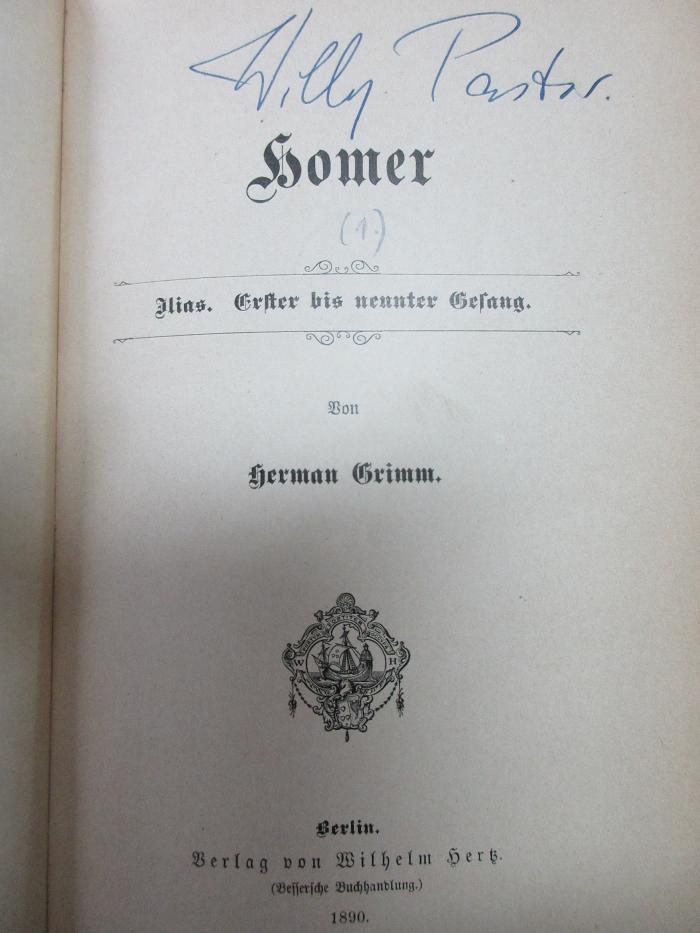 Willy Pastor.
Homer
(1.)
Ilias. Erster bis neunter Gesang.
Von
Herman Grimm.
W H
Berlin.
Verlag von Wilhelm Hertz.
(Bessersche Buchhandlung.)
1890.